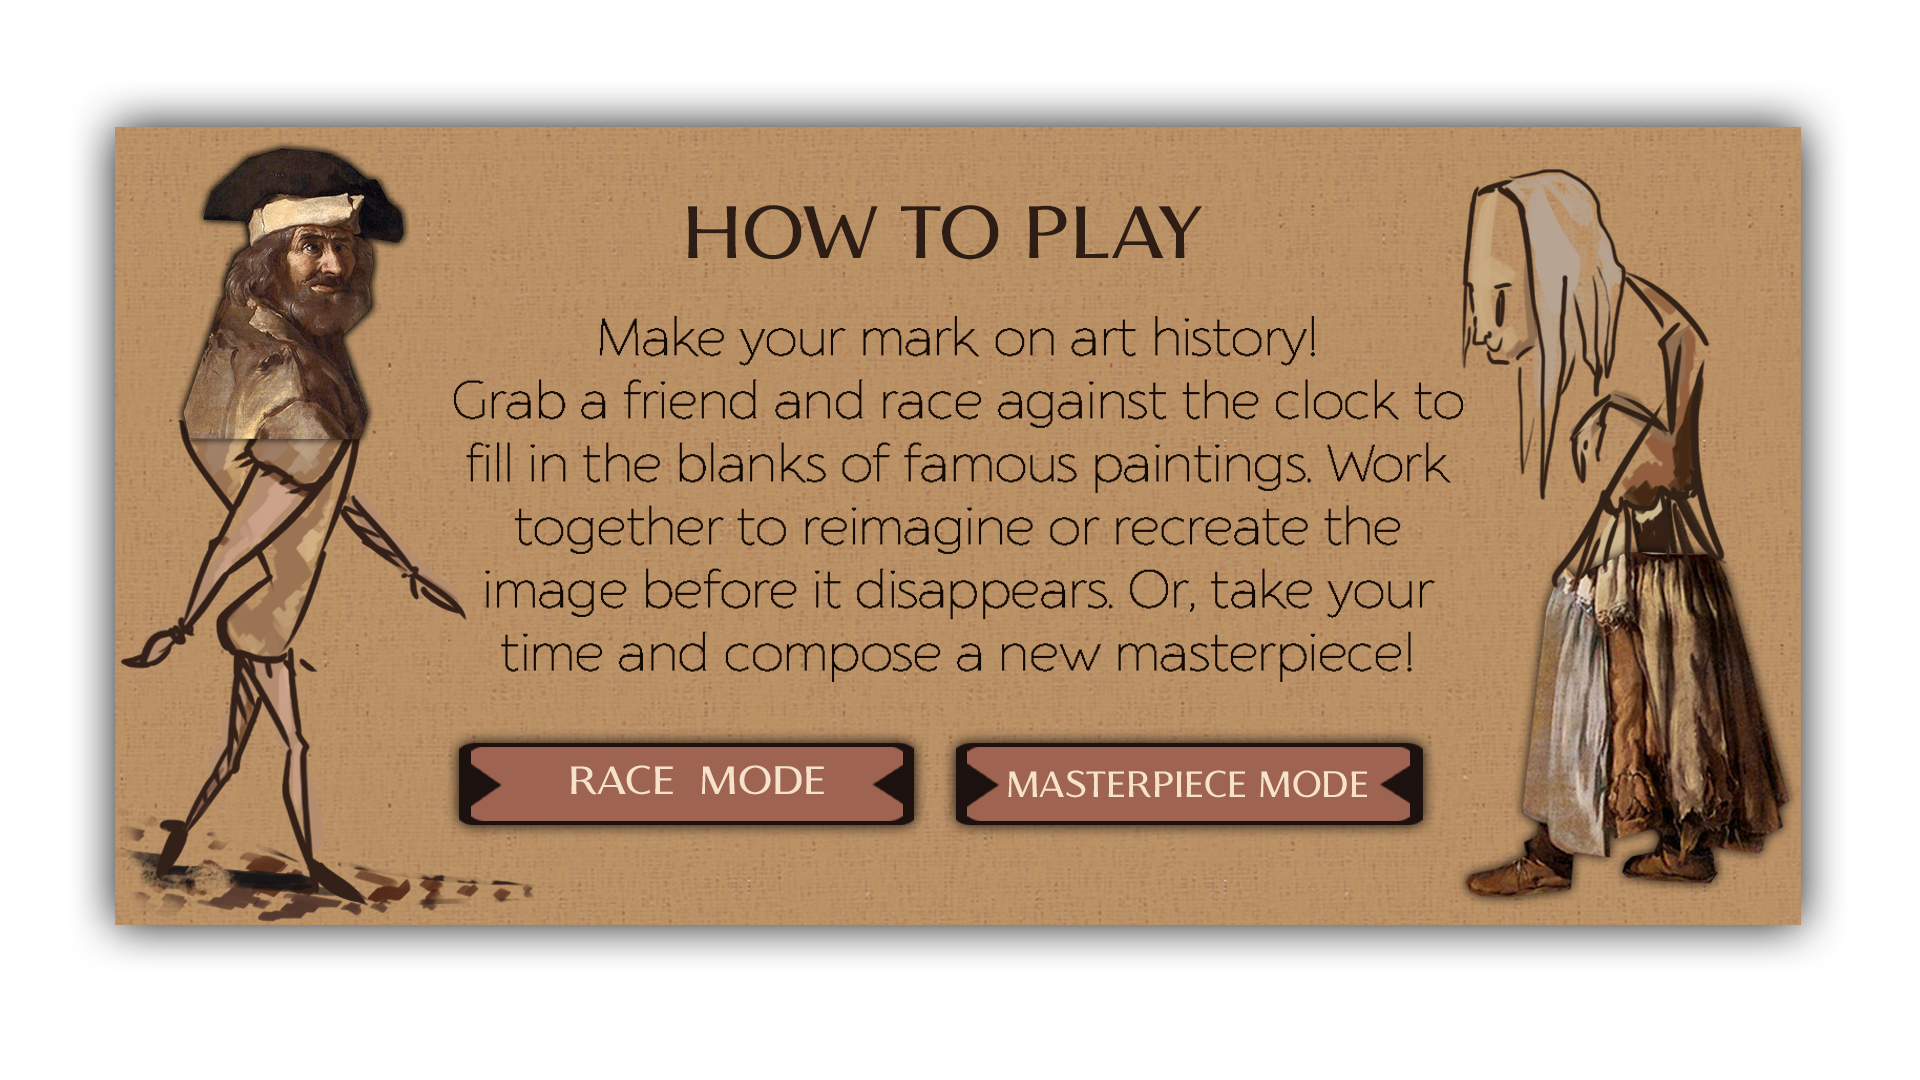 HOW TO PLAY
Make your mark on art history!
Grab a friend and race against the clock to
fill in the blanks of famous paintings. Work
together to reimagine or recreate the
image before it disappears. Or, take your
time and compose a new masterpiece!
RACE MODE
MASTERPIECE MODE